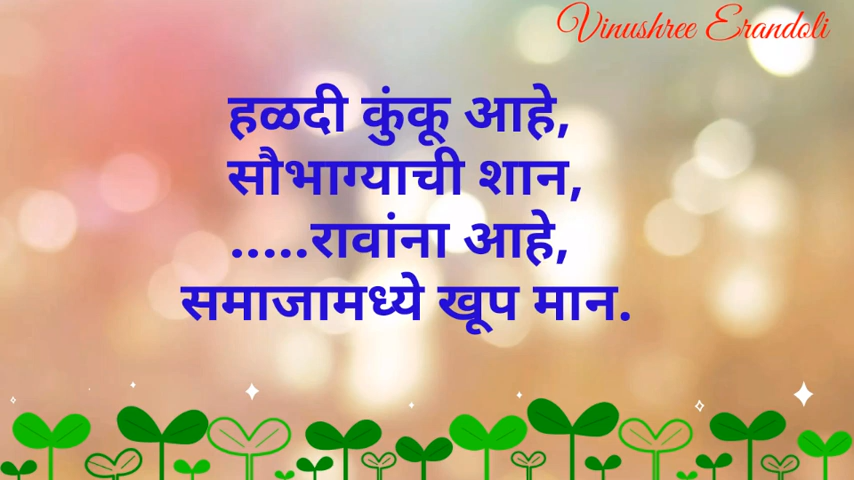 Vinushree Erandoli
हळदी कुंकू आहे,
सौभाग्याची शान,
.....रावांना आहे,
समाजामध्ये खूप मान.